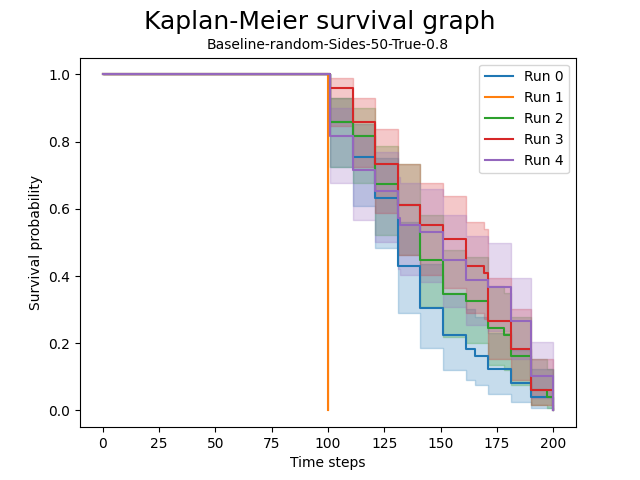 Kaplan-Meier survival graph
Baseline-random-Sides-50-True-0.8
Survival probability
1.0
0.8
0.6
0.4
0.2
0.0
Run 0
Run 1
Run 2
Run 3
Run 4
0 25 50 75 100 125 150 175 200
Time steps